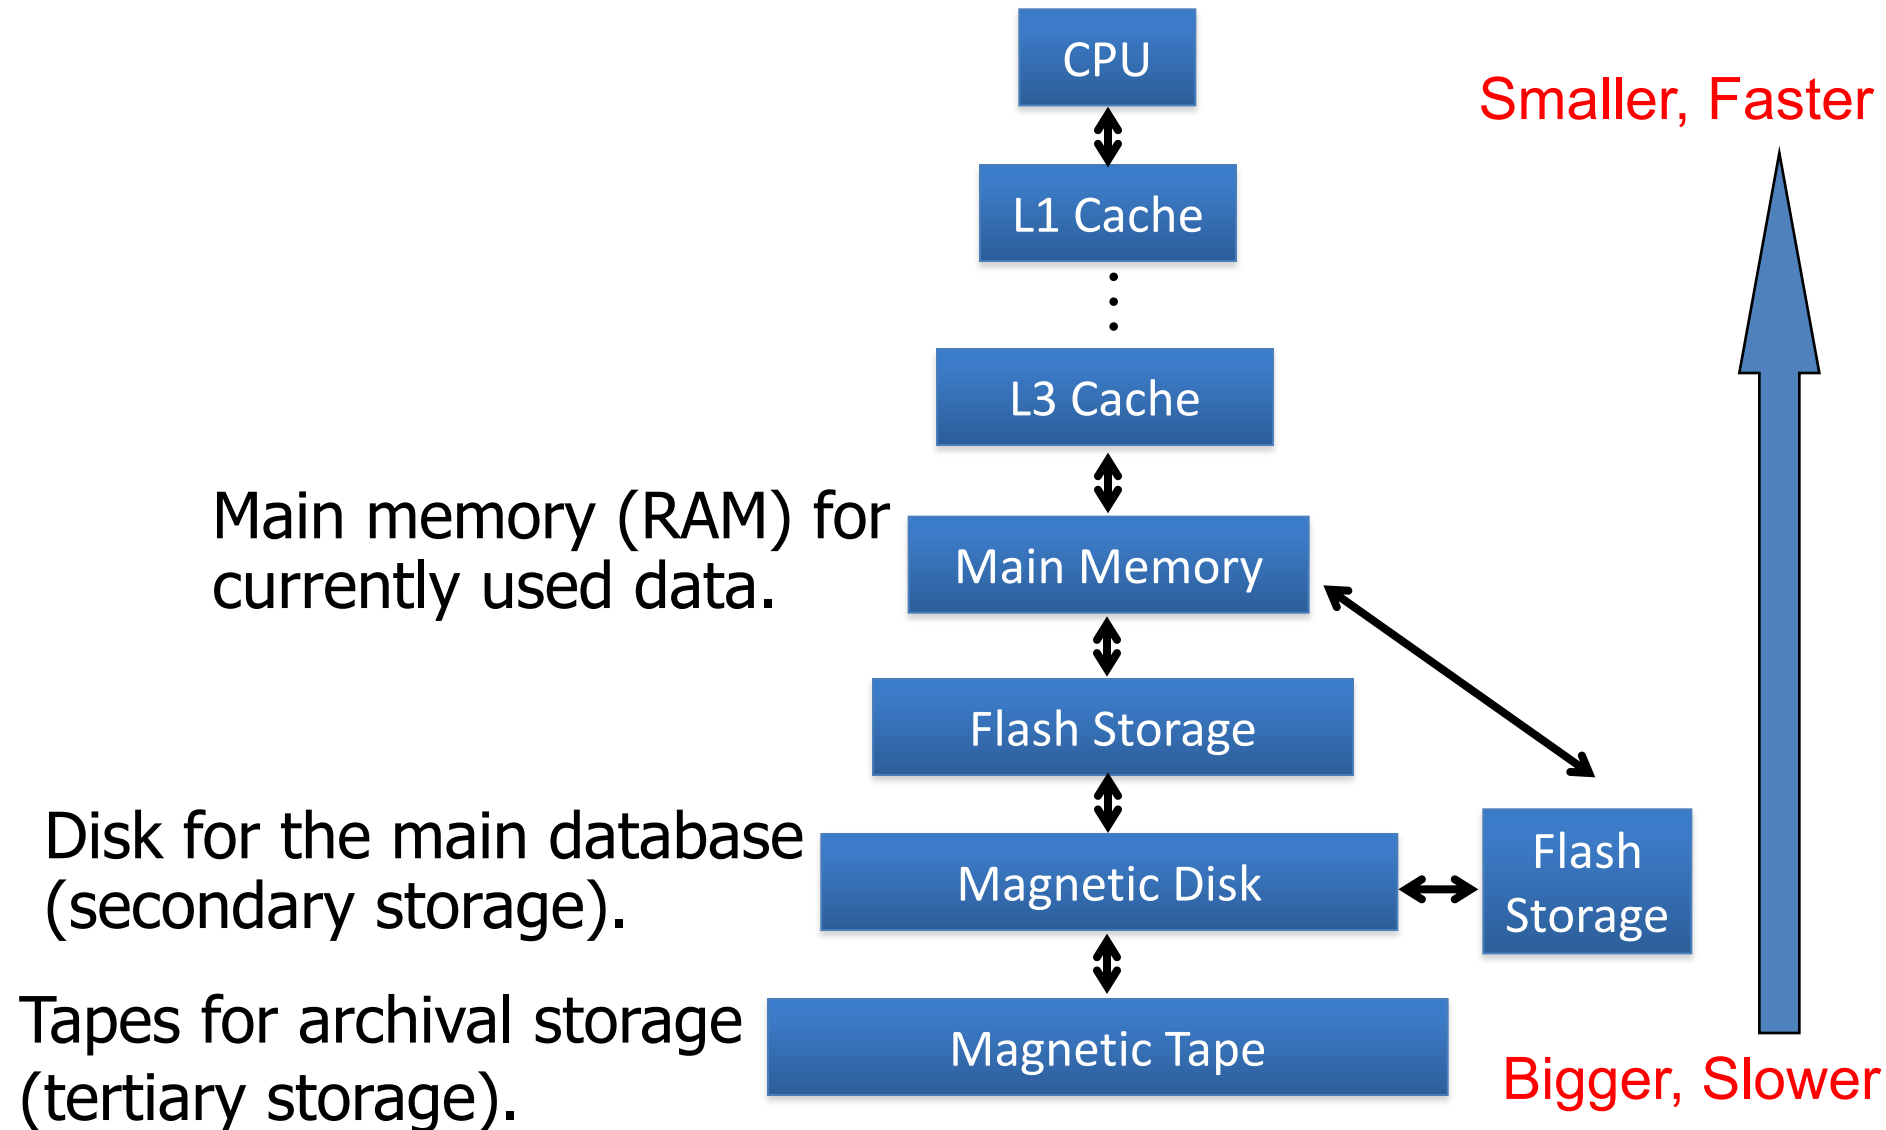 CPU
Smaller, Faster
L1 Cache
L3 Cache
Main memory (RAM) for
currently used data.
Main Memory
Flash Storage
Disk for the main database
(secondary storage).
Magnetic Disk
Flash
Storage
Tapes for archival storage
(tertiary storage).
Magnetic Tape
Bigger, Slower